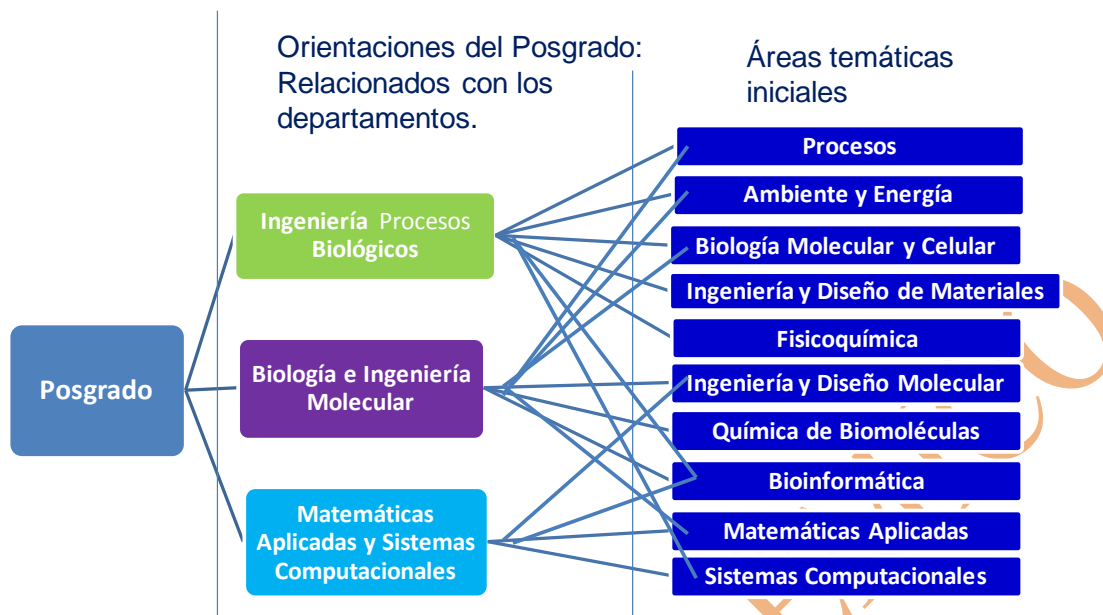 Orientaciones del Posgrado:
Relacionados con los
departamentos.
Áreas temáticas
iniciales
Posgrado
Ingeniería Procesos
Biológicos
Biología e Ingeniería
Molecular
Matemáticas
Aplicadas y Sistemas
Computacionales
Procesos
Ambiente y Energía
Biología Molecular y Celular
Ingeniería y Diseño de Materiales
Fisicoquímica
Ingeniería y Diseño Molecular
Química de Biomoléculas
Bioinformática
Matemáticas Aplicadas
Sistemas Computacionales